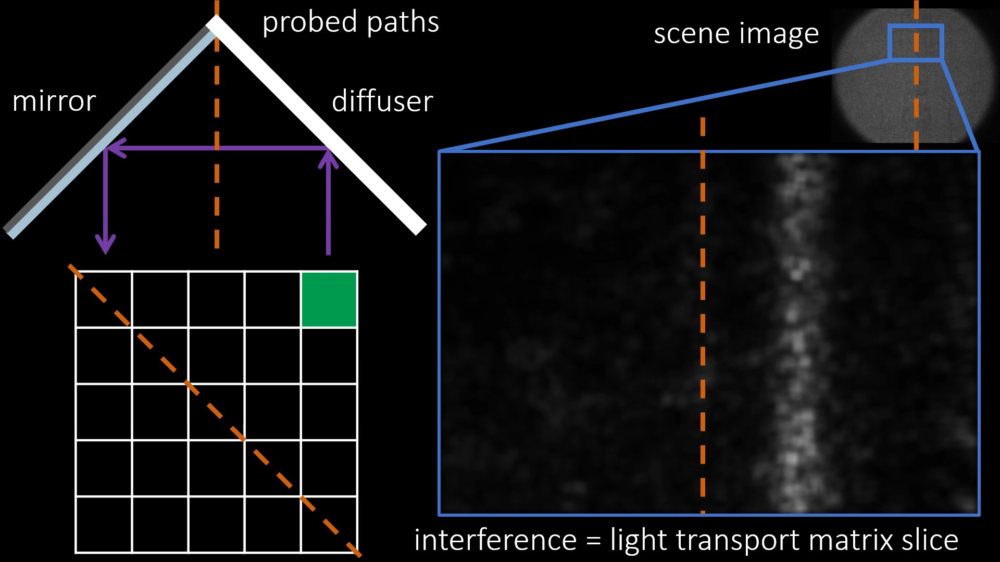 probed paths
scene image
mirror
diffuser
interference = light transport matrix slice